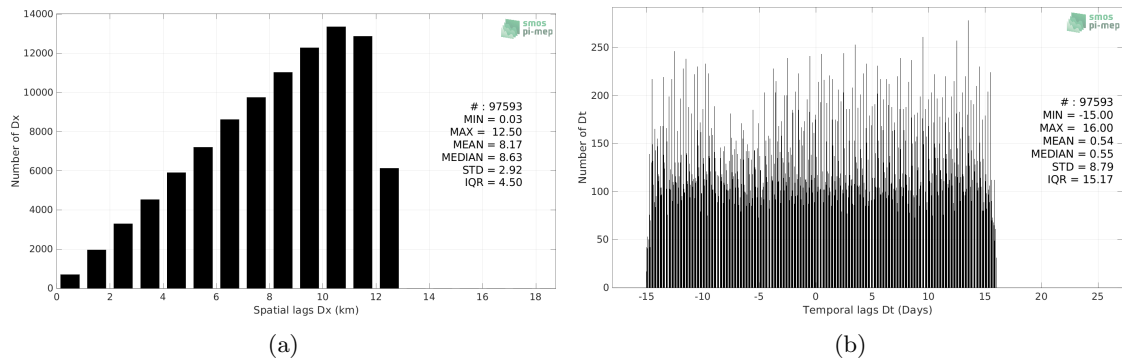 14000
12000
10000
8000
6000
4000
2000
0
Number of Dx
0 2 4 6 8 10 12 14 16 18
Spatial lags Dx (km)
smos
pi-mep
# : 97593
MIN = 0.03
MAX = 12.50
MEAN = 8.17
MEDIAN = 8.63
STD = 2.92
IQR = 4.50
(a)
250
200
150
100
50
0
Number of Dt
-15 -10 -5 0 5 10 15 20 25
Temporal lags Dt (Days)
smos
pi-mep
# : 97593
MIN = -15.00
MAX = 16.00
MEAN = 0.54
MEDIAN = 0.55
STD = 8.79
IQR = 15.17
(b)